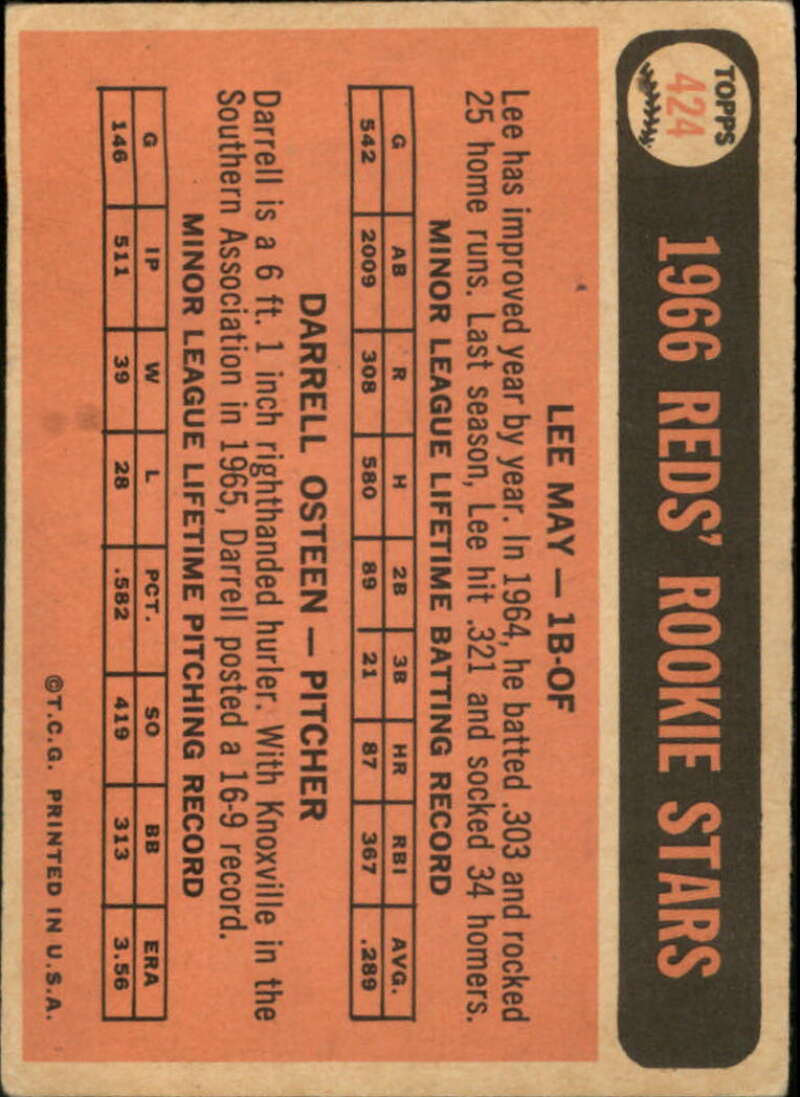 TOPPS
424
1966 REDS' ROOKIE STARS
LEE MAY — 1B-OF
Lee has improved year by year. In 1964, he batted .303 and rocked
25 home runs. Last season, Lee hit .321 and socked 34 homers.
MINOR LEAGUE LIFETIME BATTING RECORD
G AB R H 2B 3B HR RBI AVG.
542 2009 308 580 89 21 87 367 .289
DARRELL OSTEEN — PITCHER
Darrell is a 6 ft. 1 inch righthanded hurler. With Knoxville in the
Southern Association in 1965, Darrell posted a 16-9 record.
MINOR LEAGUE LIFETIME PITCHING RECORD
G IP W L PCT. SO BB ERA
146 511 39 28 .582 419 313 3.56
©T.C.G. PRINTED IN U.S.A.